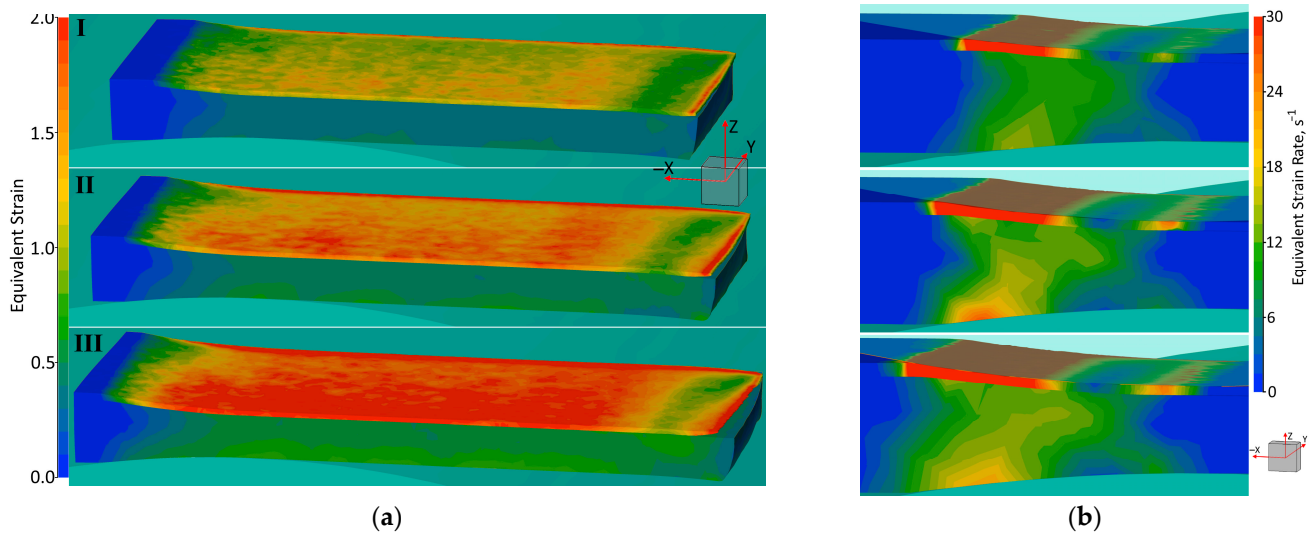 2.0
1.5
1.0
0.5
0.0
Equivalent Strain
I
II
III
Z
Y
−X
(a)
30
24
18
12
6
0
Equivalent Strain Rate, s⁻¹
Z
Y
−X
(b)